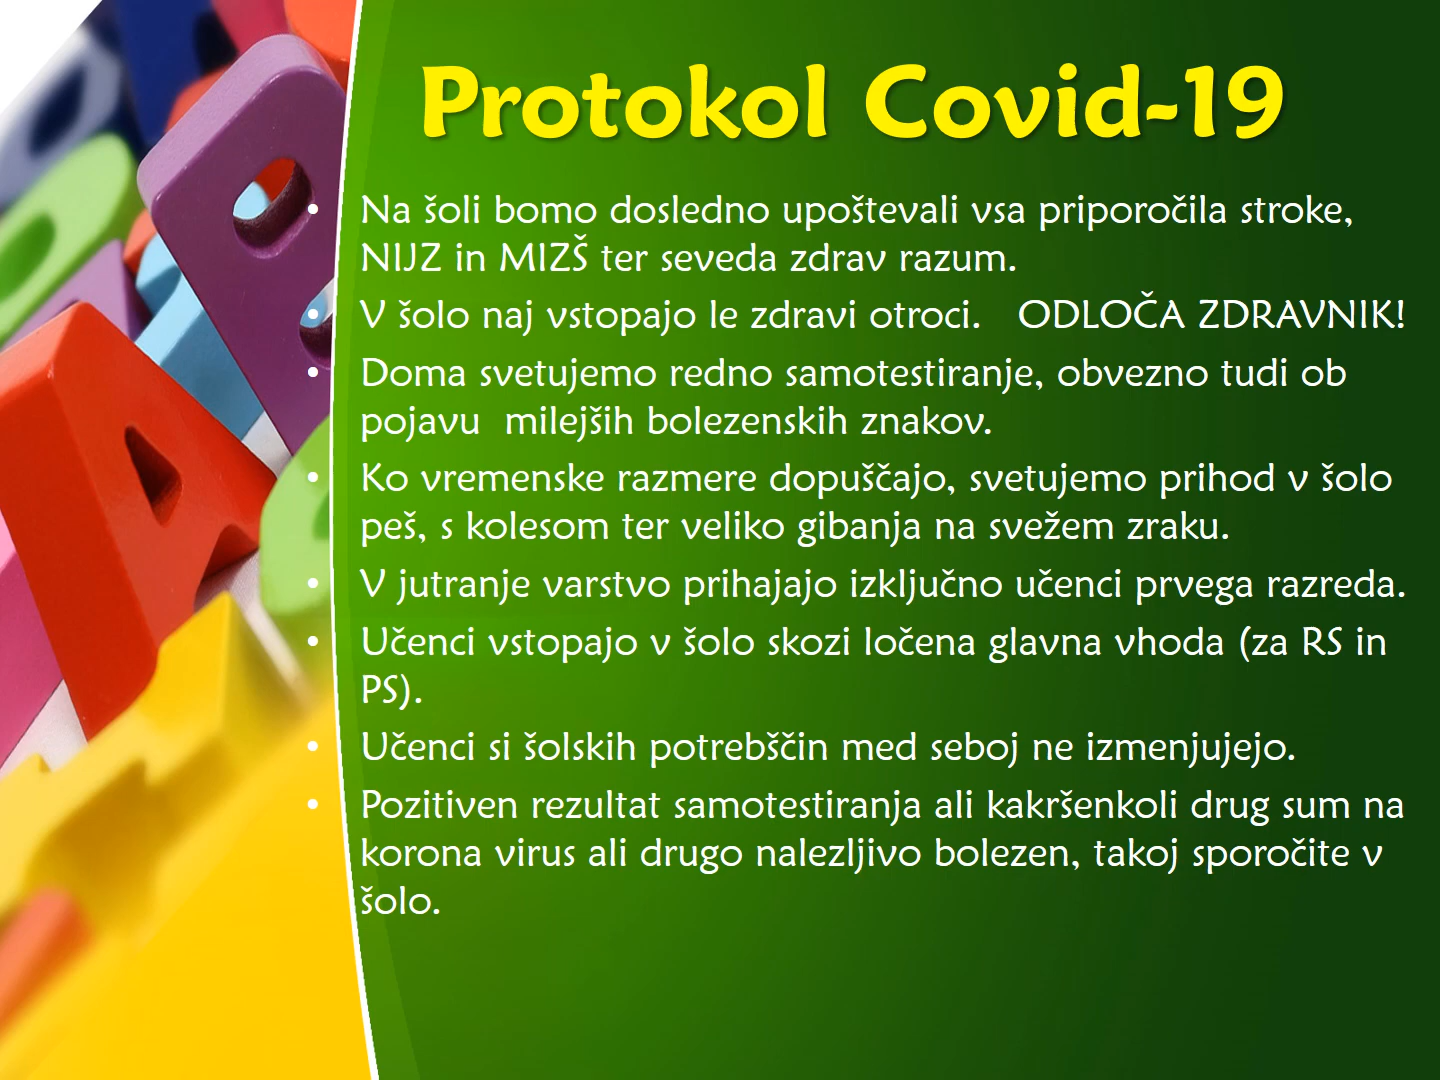 Protokol Covid-19
• Na šoli bomo dosledno upoštevali vsa priporočila stroke,
NIJZ in MIZŠ ter seveda zdrav razum.
• V šolo naj vstopajo le zdravi otroci.   ODLOČA ZDRAVNIK!
• Doma svetujemo redno samotestiranje, obvezno tudi ob
pojavu  milejših bolezenskih znakov.
• Ko vremenske razmere dopuščajo, svetujemo prihod v šolo
peš, s kolesom ter veliko gibanja na svežem zraku.
• V jutranje varstvo prihajajo izključno učenci prvega razreda.
• Učenci vstopajo v šolo skozi ločena glavna vhoda (za RS in
PS).
• Učenci si šolskih potrebščin med seboj ne izmenjujejo.
• Pozitiven rezultat samotestiranja ali kakršenkoli drug sum na
korona virus ali drugo nalezljivo bolezen, takoj sporočite v
šolo.